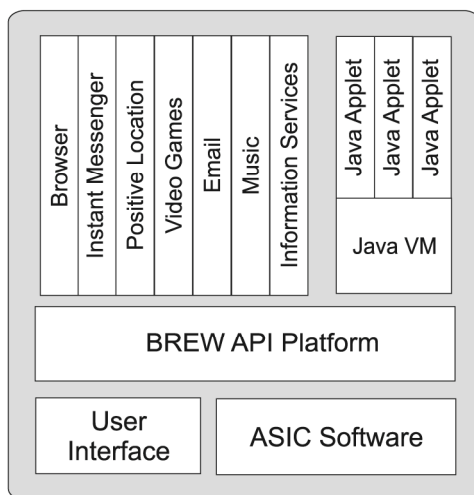 Browser
Instant Messenger
Positive Location
Video Games
Email
Music
Information Services
Java Applet
Java Applet
Java Applet
Java VM
BREW API Platform
User
Interface
ASIC Software